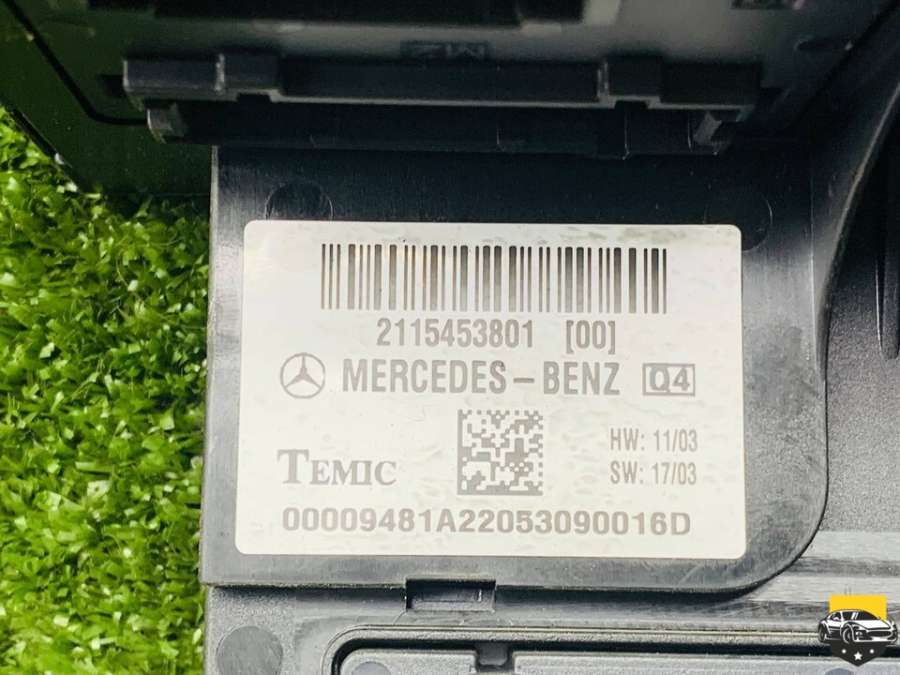 2115453801 [00]
MERCEDES-BENZ Q4
HW: 11/03
TEMIC
SW: 17/03
00009481A22053090016D